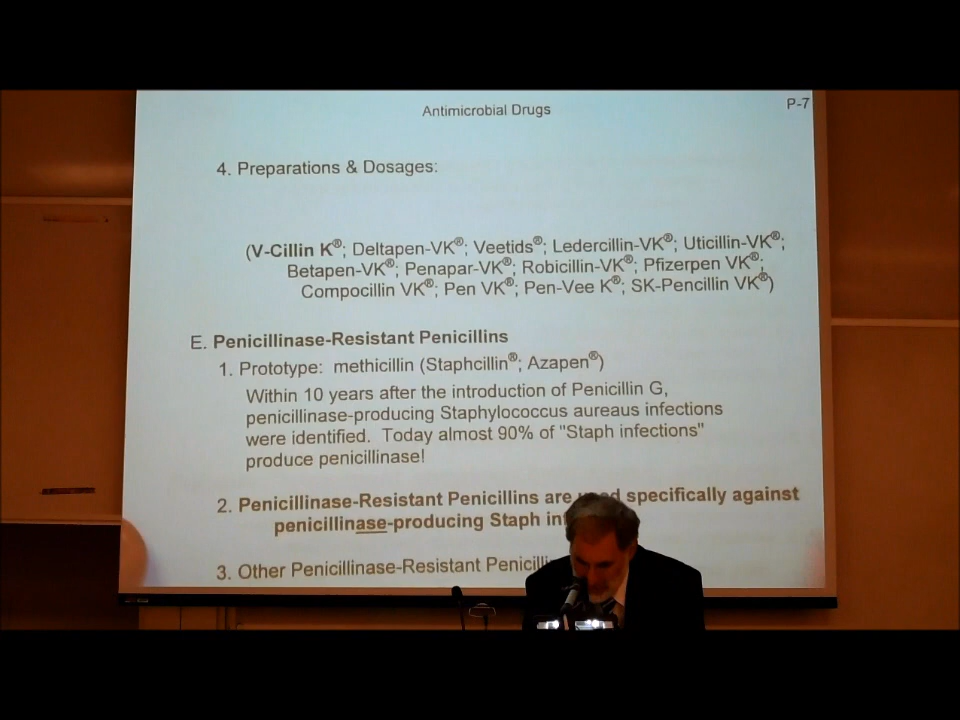 Antimicrobial Drugs
P-7
4. Preparations & Dosages:
(V-Cillin K®; Deltapen-VK®; Veetids®; Ledercillin-VK®; Uticillin-VK®;
Betapen-VK®; Penapar-VK®; Robicillin-VK®; Pfizerpen VK®;
Compocillin VK®; Pen VK®; Pen-Vee K®; SK-Pencillin VK®)
E. Penicillinase-Resistant Penicillins
1. Prototype: methicillin (Staphcillin®; Azapen®)
Within 10 years after the introduction of Penicillin G,
penicillinase-producing Staphylococcus aureaus infections
were identified. Today almost 90% of "Staph infections"
produce penicillinase!
2. Penicillinase-Resistant Penicillins are specifically against
penicillinase-producing Staph
3. Other Penicillinase-Resistant